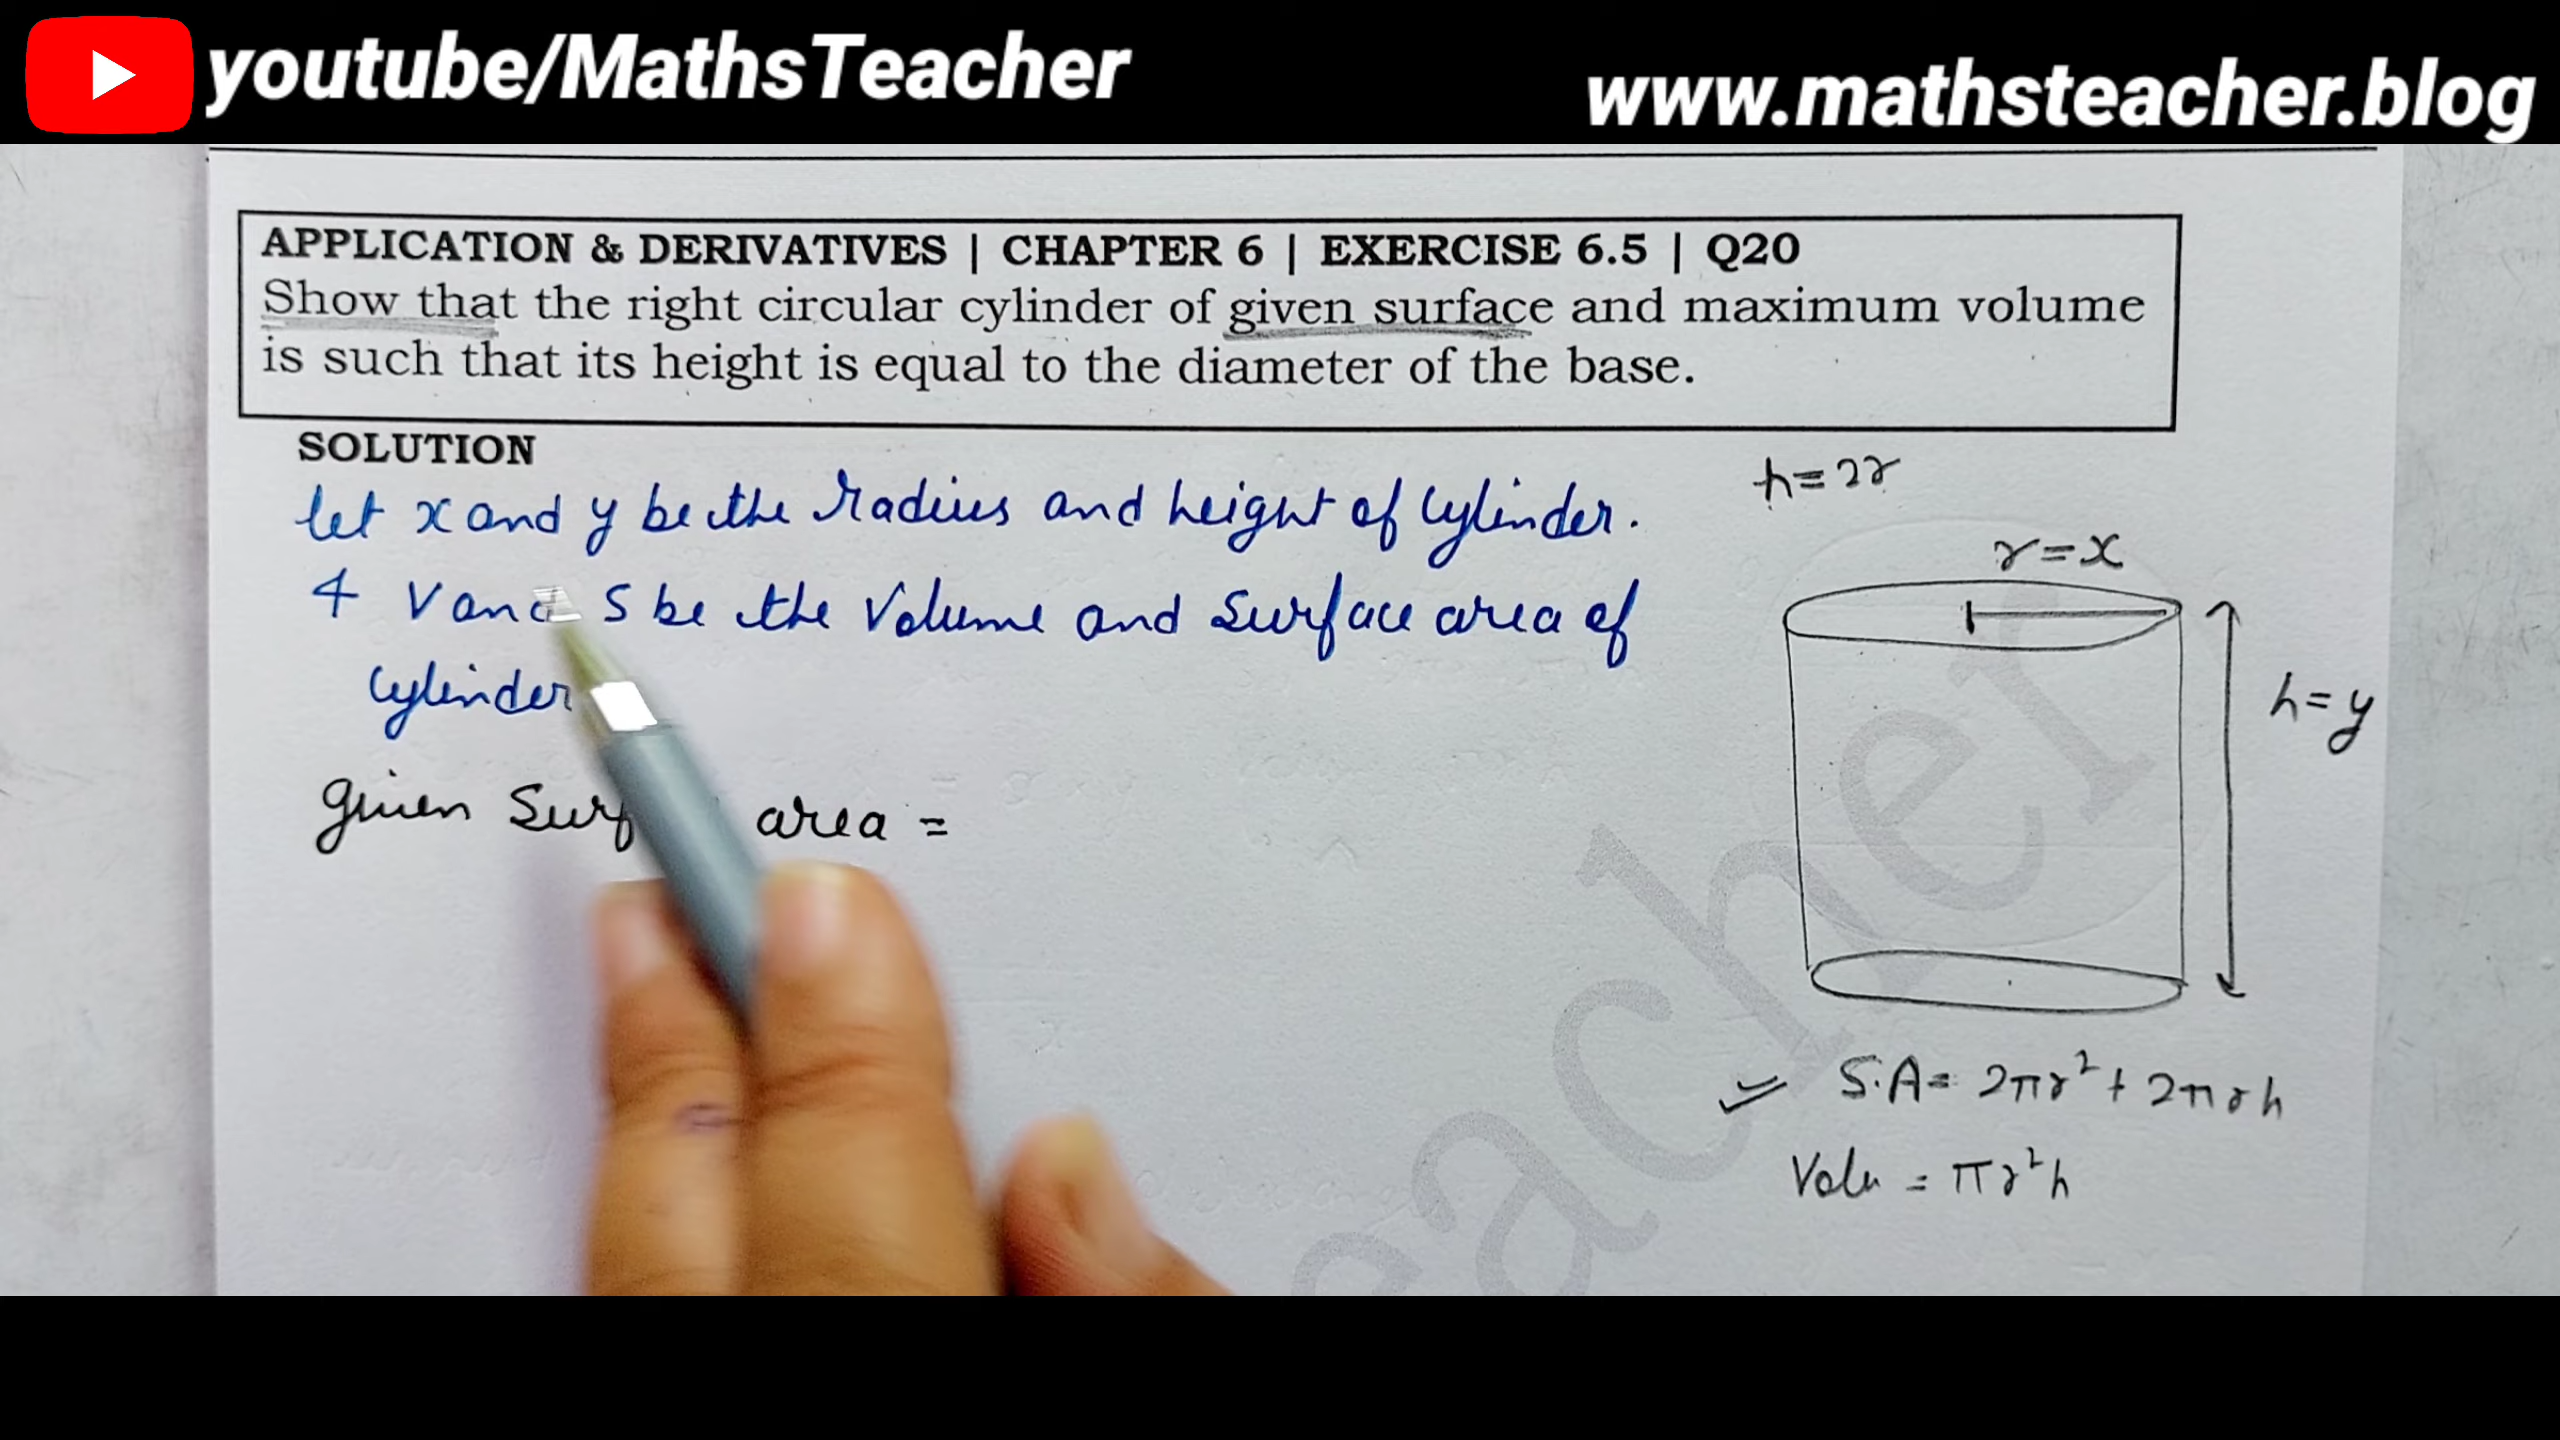 youtube/MathsTeacher
www.mathsteacher.blog
APPLICATION & DERIVATIVES | CHAPTER 6 | EXERCISE 6.5 | Q20
Show that the right circular cylinder of given surface and maximum volume
is such that its height is equal to the diameter of the base.
SOLUTION
let x and y be the radius and height of cylinder.
& V and S be the Volume and Surface area of
cylinder
given area =
h=2r
r=x
h=y
S.A= 2πr²+2πrh
Volu = πr²h
eacher